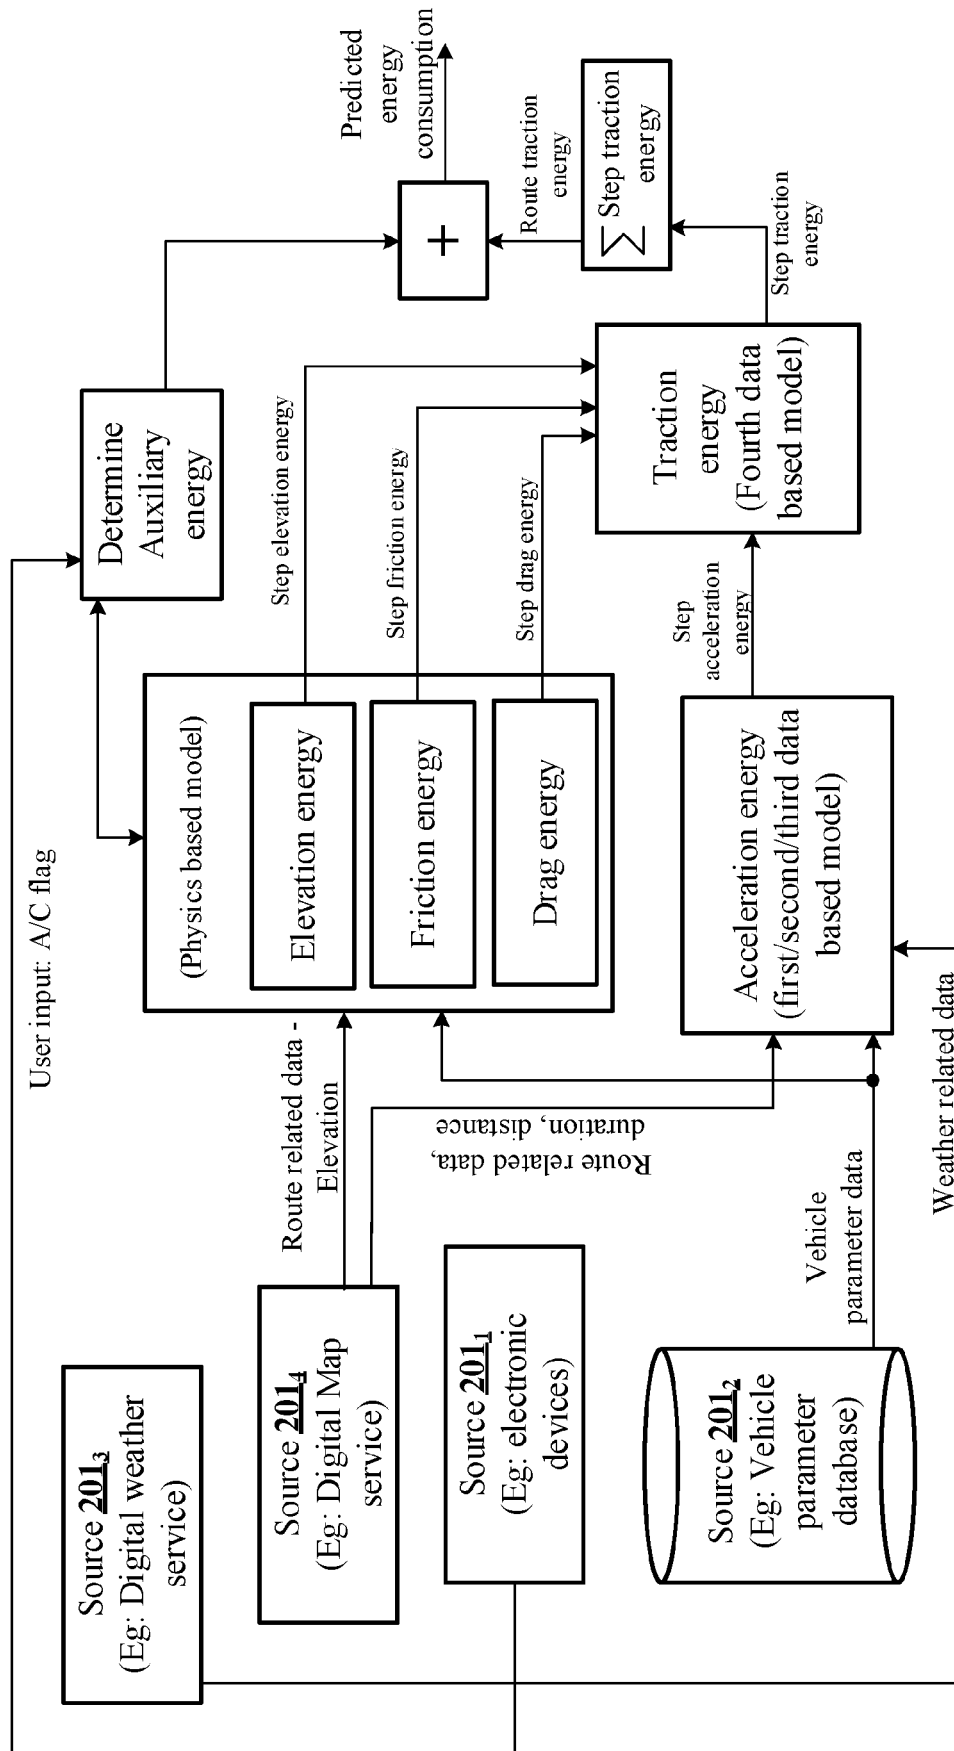 Source 201₃
(Eg: Digital weather
service)
Source 201₄
(Eg: Digital Map
service)
Source 201₁
(Eg: electronic
devices)
Source 201₂
(Eg: Vehicle
parameter
database)
User input: A/C flag
Route related data -
Elevation
Route related data,
duration, distance
Vehicle
parameter data
Weather related data
(Physics based model)
Elevation energy
Friction energy
Drag energy
Acceleration energy
(first/second/third data
based model)
Determine
Auxiliary
energy
Step elevation energy
Step friction energy
Step drag energy
Step
acceleration
energy
Traction
energy
(Fourth data
based model)
Step traction
energy
∑ Step traction
energy
Route traction
energy
+
Predicted
energy
consumption